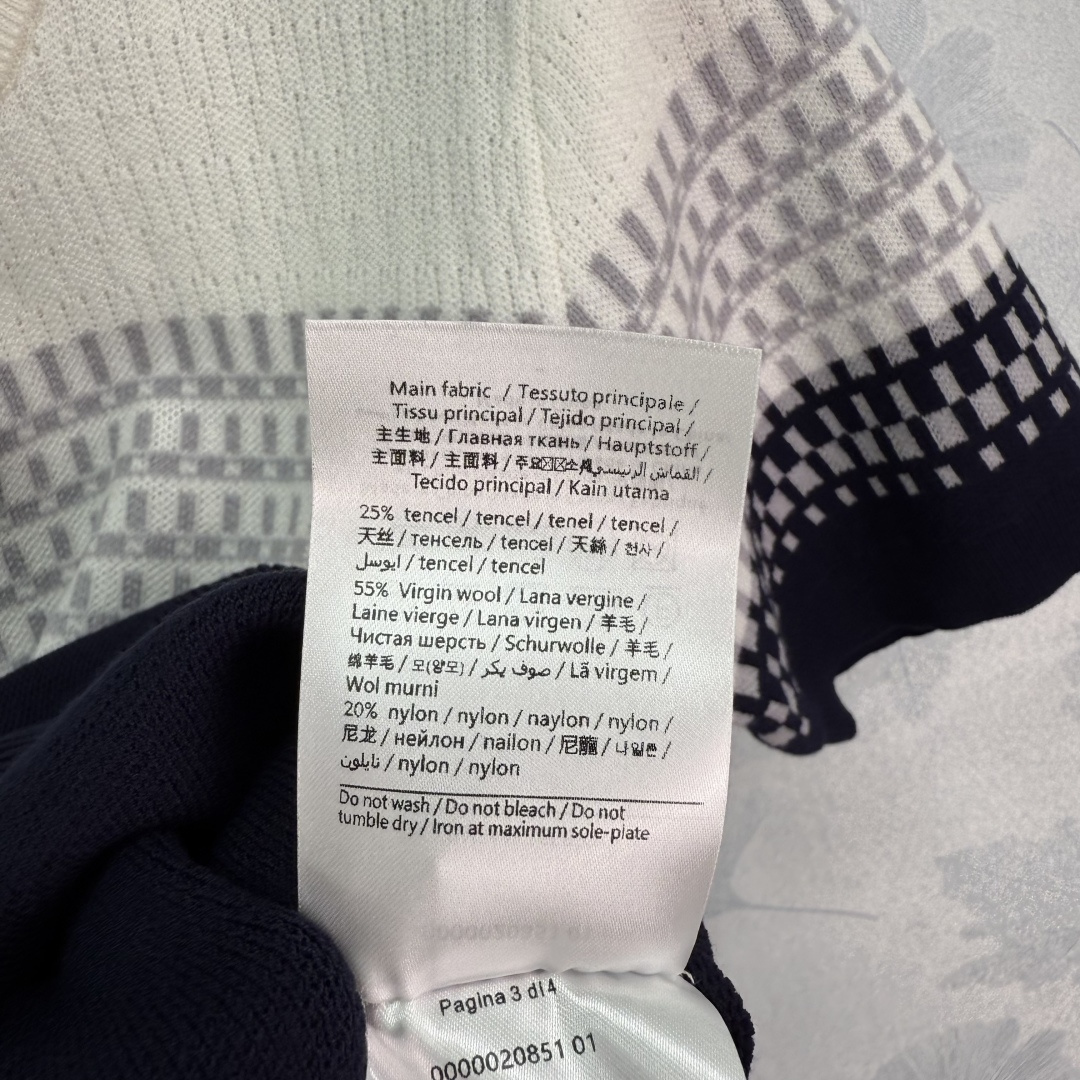 Main fabric / Tessuto principale /
Tissu principal / Tejido principal /
主生地 / Главная ткань / Hauptstoff /
主面料 / 主面料 / 주요 القماش الرئيسي /
Tecido principal / Kain utama
25% tencel / tencel / tenel / tencel /
天丝 / тенсель / tencel / 天絲 / 천사 /
ايوسل / tencel / tencel
55% Virgin wool / Lana vergine /
Laine vierge / Lana virgen / 羊毛 /
Чистая шерсть / Schurwolle / 羊毛 /
绵羊毛 / 모(양모) / صوف بكر / Lã virgem /
Wol murni
20% nylon / nylon / naylon / nylon /
尼龙 / нейлон / nailon / 尼龍 / 나일론 /
نايلون / nylon / nylon
Do not wash / Do not bleach / Do not
tumble dry / Iron at maximum sole-plate
Pagina 3 di 4
0000020851 01